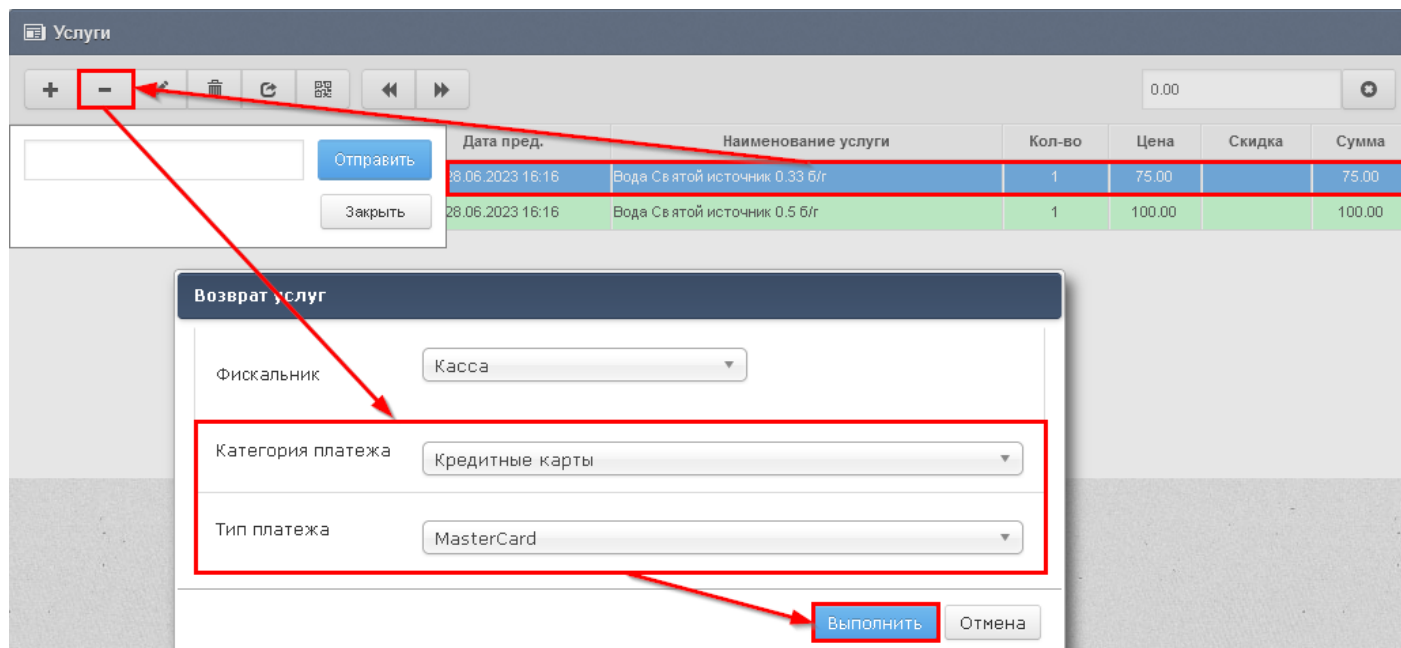 Услуги
0.00
Дата пред. Наименование услуги Кол-во Цена Скидка Сумма
Отправить
28.06.2023 16:16 Вода Святой источник 0.33 б/г 1 75.00 75.00
Закрыть
28.06.2023 16:16 Вода Святой источник 0.5 б/г 1 100.00 100.00
Возврат услуг
Фискальник Касса
Категория платежа Кредитные карты
Тип платежа MasterCard
Выполнить Отмена